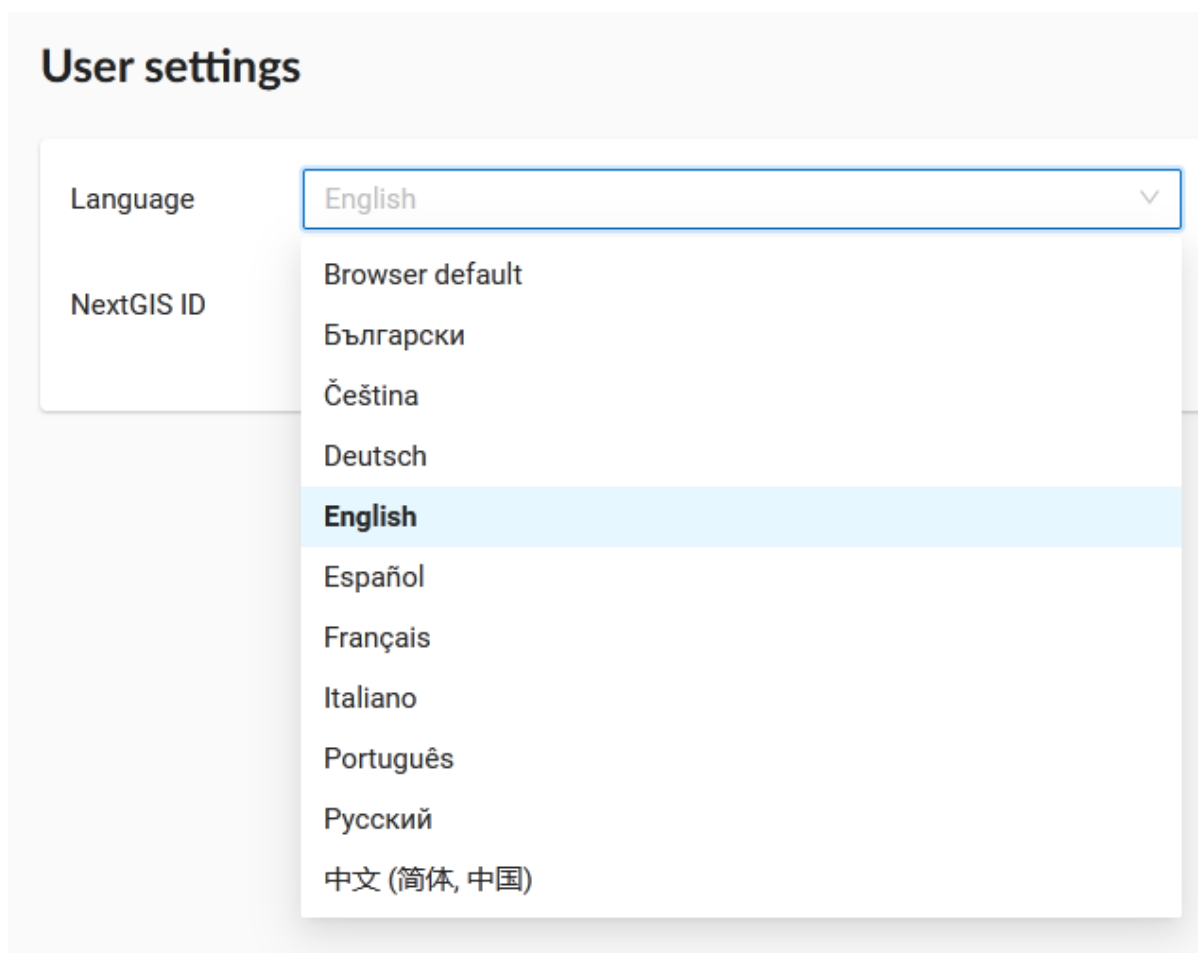 User settings
Language
English
NextGIS ID
Browser default
Български
Čeština
Deutsch
English
Español
Français
Italiano
Português
Русский
中文 (简体, 中国)